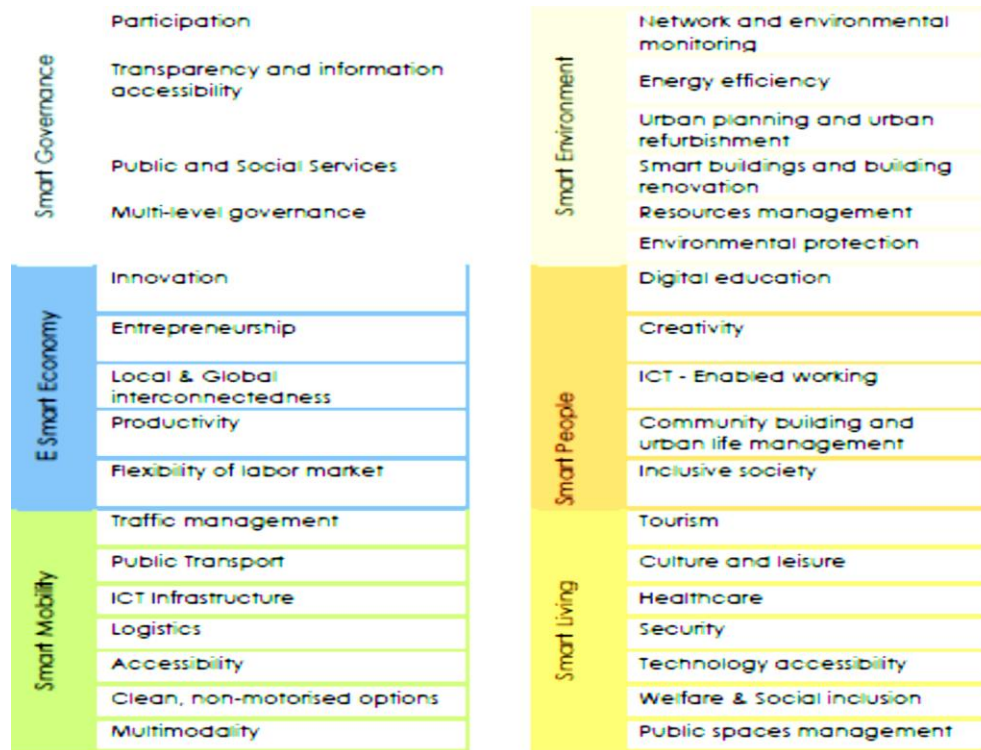 Smart Governance
Participation
Transparency and information
accessibility
Public and Social Services
Multi-level governance
E Smart Economy
Innovation
Entrepreneurship
Local & Global
interconnectedness
Productivity
Flexibility of labor market
Smart Mobility
Traffic management
Public Transport
ICT Infrastructure
Logistics
Accessibility
Clean, non-motorised options
Multimodality
Smart Environment
Network and environmental
monitoring
Energy efficiency
Urban planning and urban
refurbishment
Smart buildings and building
renovation
Resources management
Environmental protection
Smart People
Digital education
Creativity
ICT - Enabled working
Community building and
urban life management
Inclusive society
Smart Living
Tourism
Culture and leisure
Healthcare
Security
Technology accessibility
Welfare & Social inclusion
Public spaces management